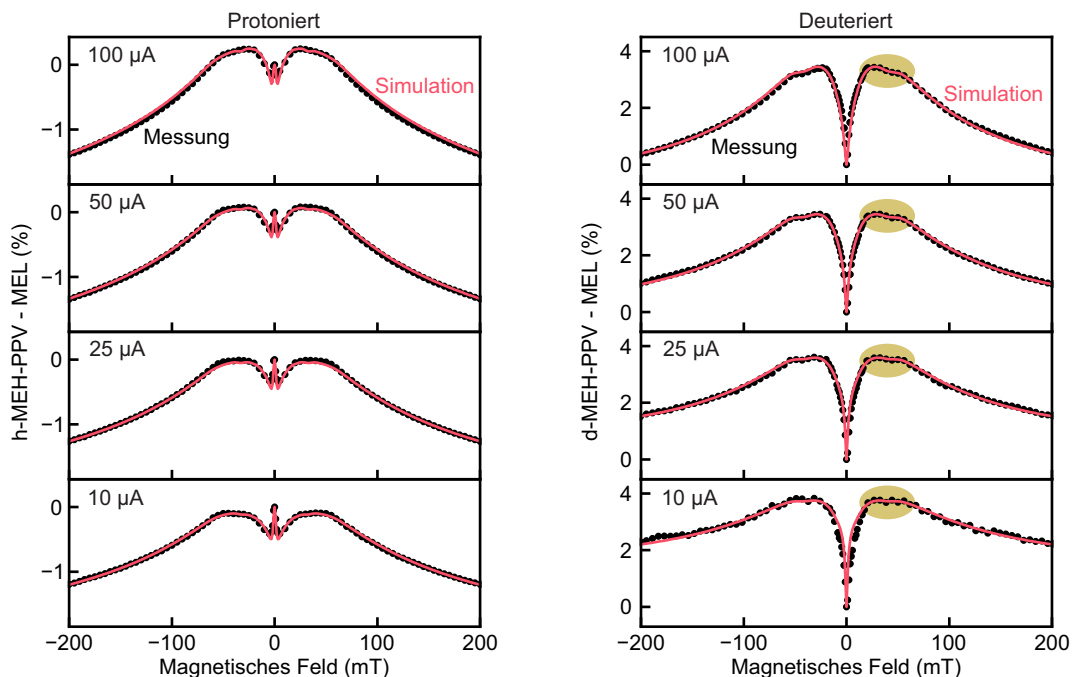 Protoniert
Deuteriert
h-MEH-PPV - MEL (%)
100 µA
Simulation
Messung
0
−1
50 µA
0
−1
25 µA
0
−1
10 µA
0
−1
−200
−100
0
100
200
Magnetisches Feld (mT)
d-MEH-PPV - MEL (%)
100 µA
Simulation
Messung
4
2
0
50 µA
4
2
0
25 µA
4
2
0
10 µA
4
2
0
−200
−100
0
100
200
Magnetisches Feld (mT)